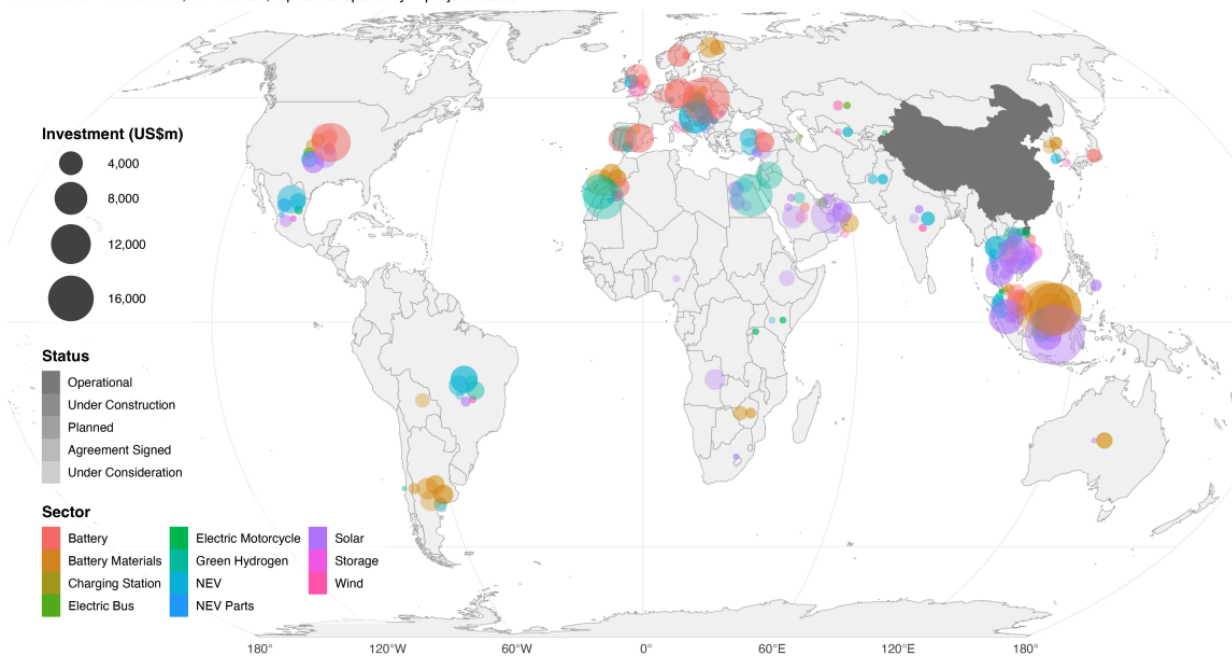 Investment (US$m)
4,000
8,000
12,000
16,000
Status
Operational
Under Construction
Planned
Agreement Signed
Under Consideration
Sector
Battery
Battery Materials
Charging Station
Electric Bus
Electric Motorcycle
Green Hydrogen
NEV
NEV Parts
Solar
Storage
Wind
180° 120°W 60°W 0° 60°E 120°E 180°